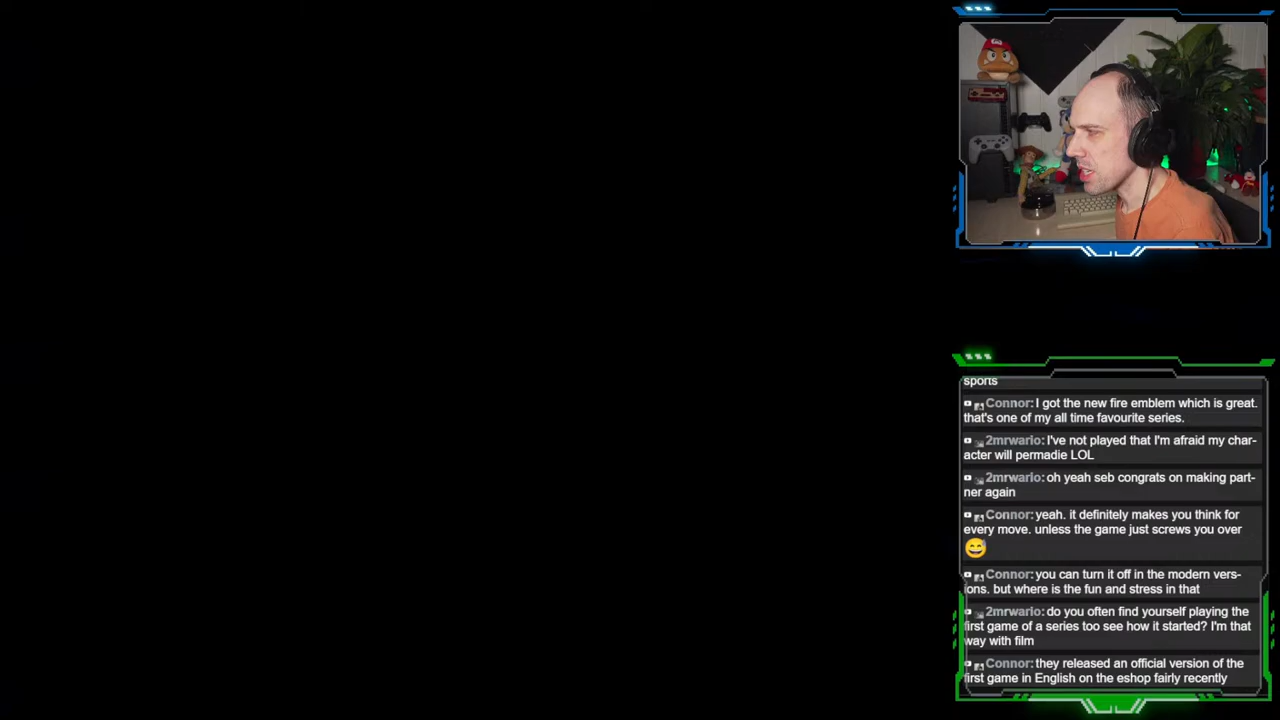 sports
Connor: I got the new fire emblem which is great.
that's one of my all time favourite series.
2mrwario: I've not played that I'm afraid my char-
acter will permadie LOL
2mrwario: oh yeah seb congrats on making part-
ner again
Connor: yeah. it definitely makes you think for
every move. unless the game just screws you over
😅
Connor: you can turn it off in the modern vers-
ions. but where is the fun and stress in that
2mrwario: do you often find yourself playing the
first game of a series too see how it started? I'm that
way with film
Connor: they released an official version of the
first game in English on the eshop fairly recently